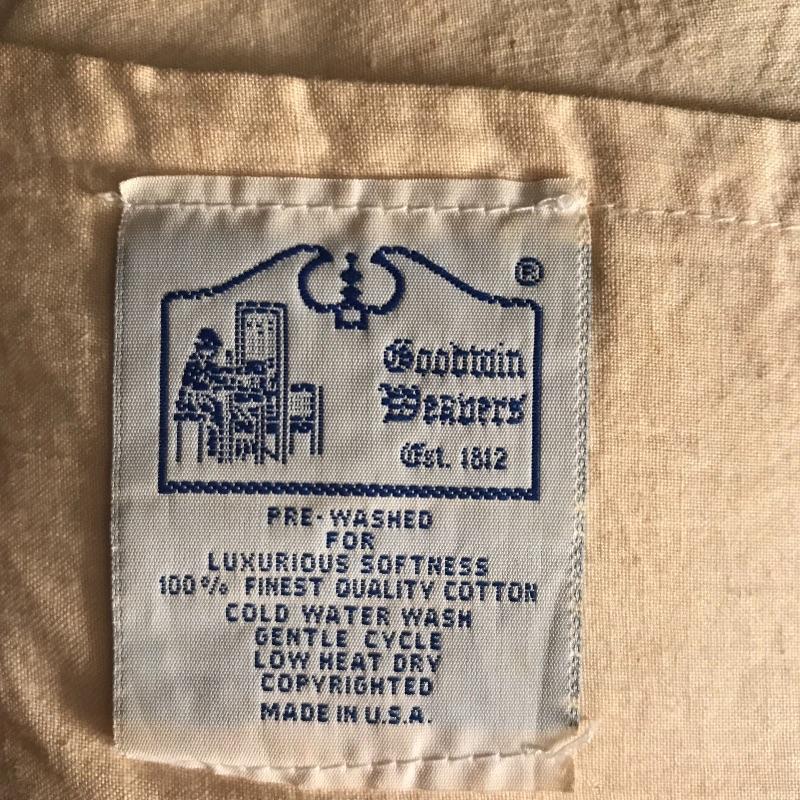 ®
Goodwin
Weavers
Est. 1812
PRE-WASHED
FOR
LUXURIOUS SOFTNESS
100% FINEST QUALITY COTTON
COLD WATER WASH
GENTLE CYCLE
LOW HEAT DRY
COPYRIGHTED
MADE IN U.S.A.